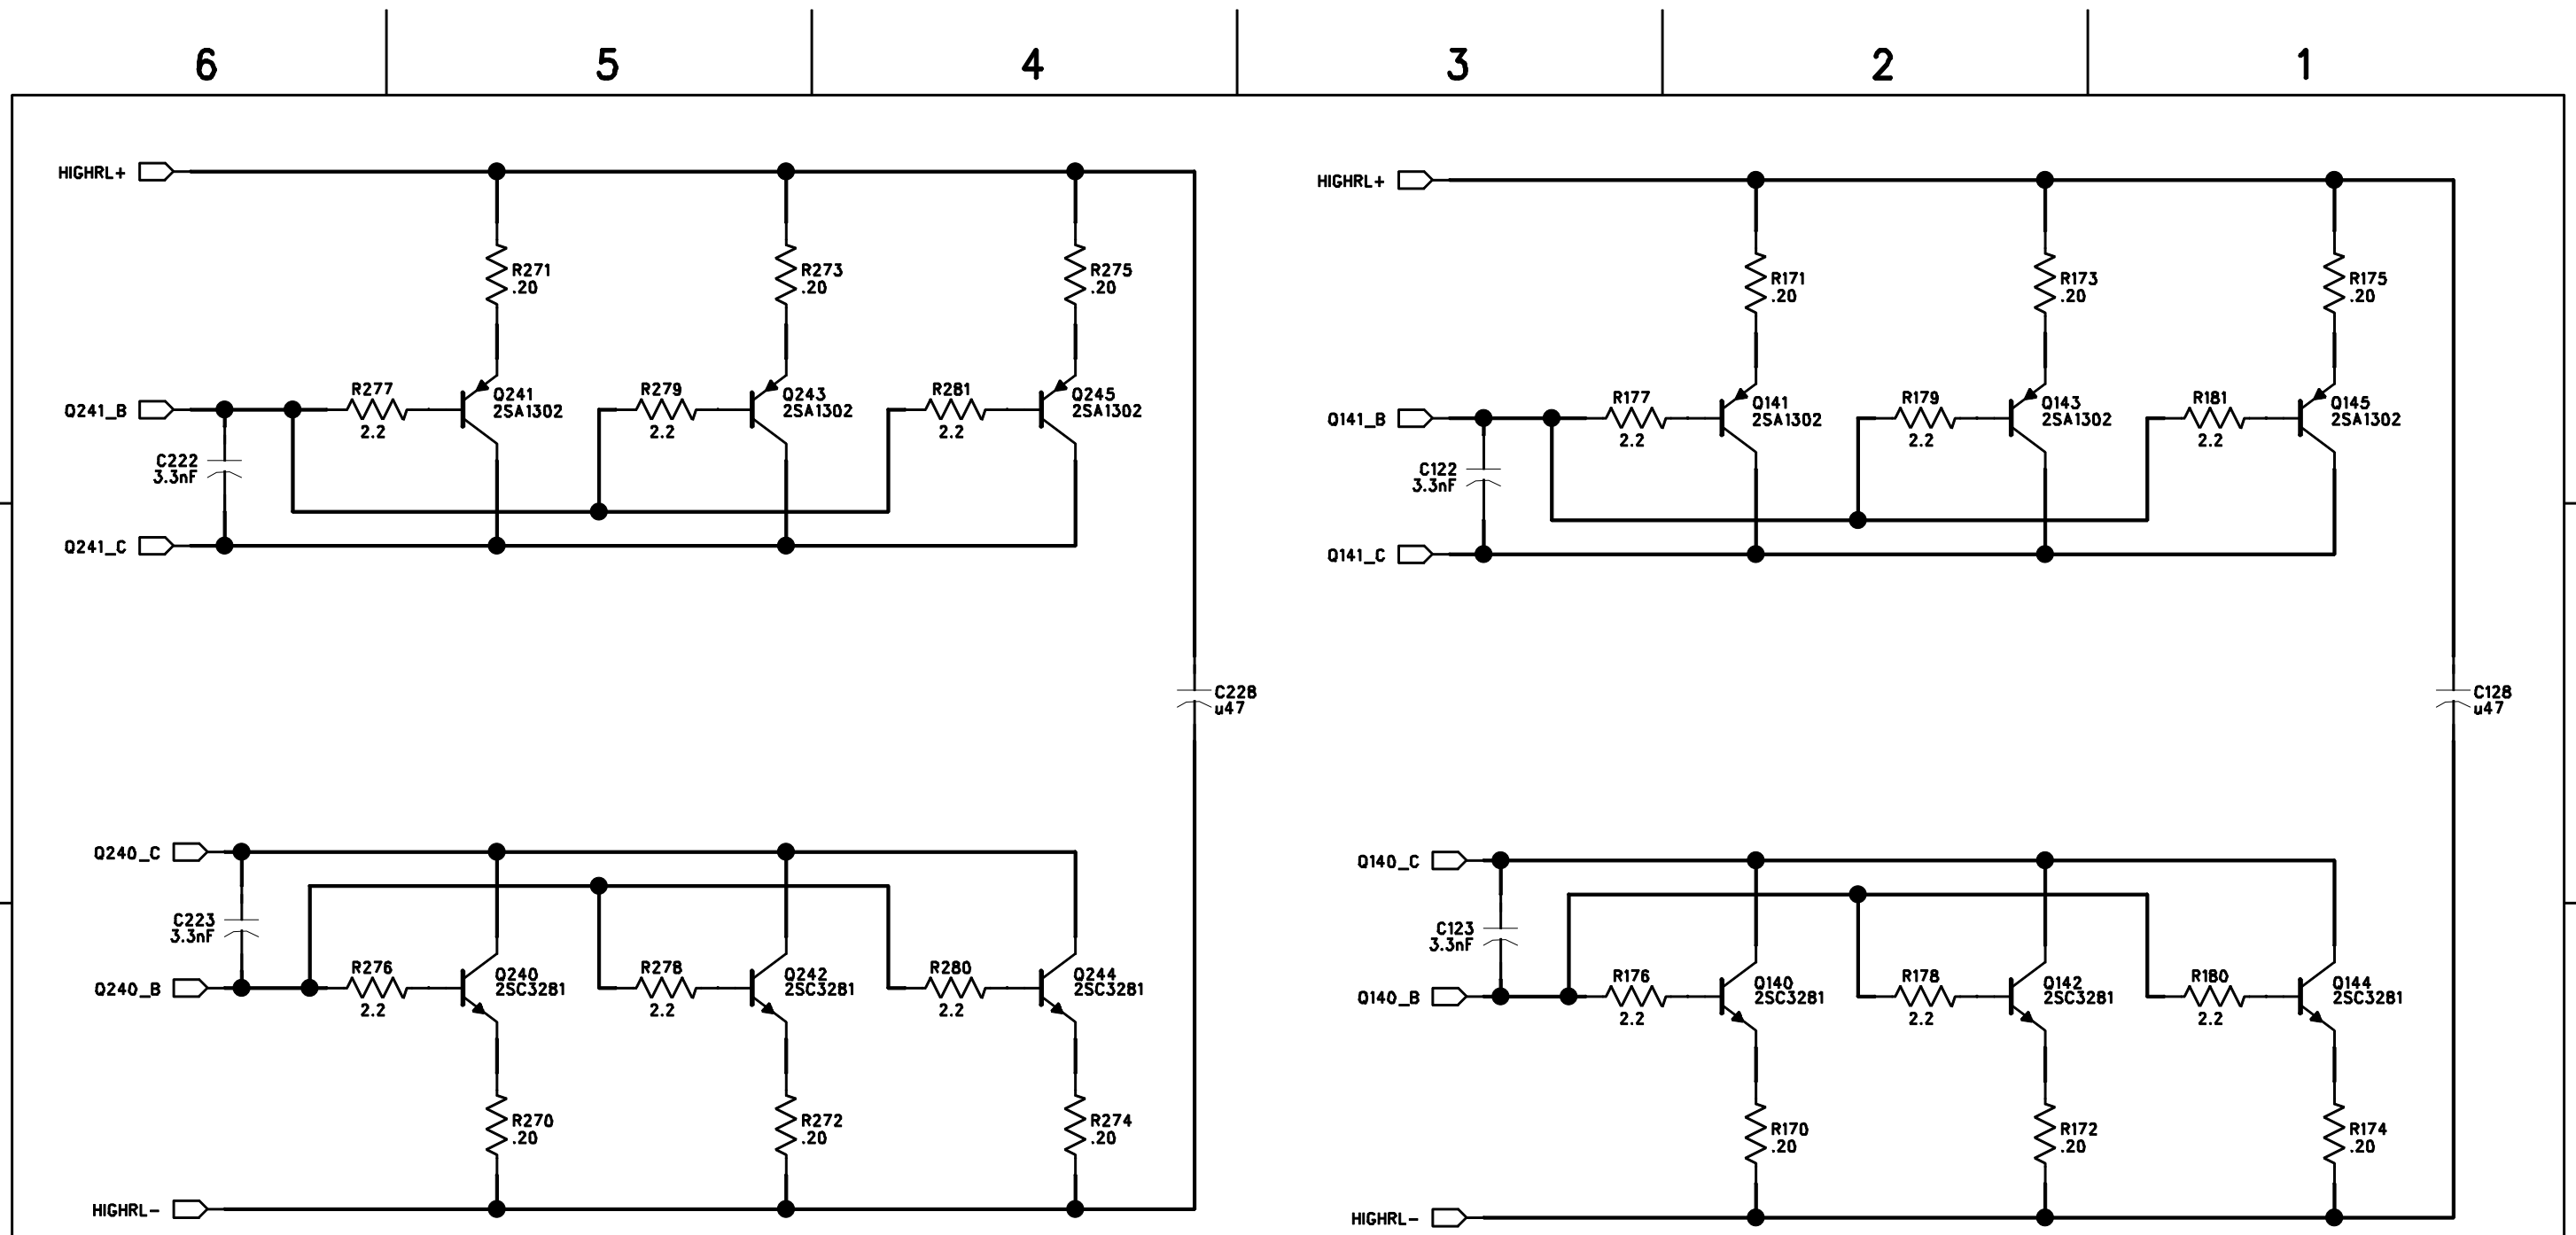 6 5 4 3 2 1
HIGHRL+
R271
.20
R273
.20
R275
.20
Q241_B
R277
2.2
Q241
2SA1302
R279
2.2
Q243
2SA1302
R281
2.2
Q245
2SA1302
C222
3.3nF
Q241_C
C228
u47
Q240_C
C223
3.3nF
Q240_B
R276
2.2
Q240
2SC3281
R278
2.2
Q242
2SC3281
R280
2.2
Q244
2SC3281
R270
.20
R272
.20
R274
.20
HIGHRL-
HIGHRL+
R171
.20
R173
.20
R175
.20
Q141_B
R177
2.2
Q141
2SA1302
R179
2.2
Q143
2SA1302
R181
2.2
Q145
2SA1302
C122
3.3nF
Q141_C
C128
u47
Q140_C
C123
3.3nF
Q140_B
R176
2.2
Q140
2SC3281
R178
2.2
Q142
2SC3281
R180
2.2
Q144
2SC3281
R170
.20
R172
.20
R174
.20
HIGHRL-